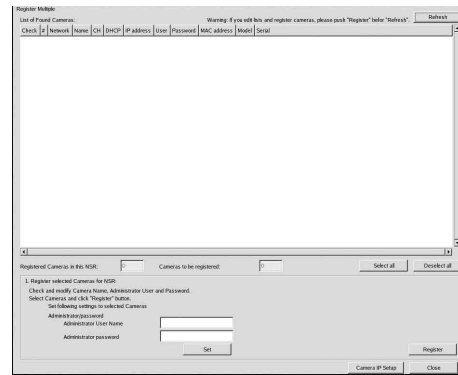 Register Multiple
List of Found Cameras: Warning: If you edit lists and register cameras, please push "Register" befor "Refresh". Refresh
Check # Network Name CH DHCP IP address User Password MAC address Model Serial
Registered Cameras in this NSR: 0 Cameras to be registered: 0 Select all Deselect all
1. Register selected Cameras for NSR:
Check and modify Camera Name, Administrator User and Password.
Select Cameras and click "Register" button.
Set following settings to selected Cameras
Administrator/password
Administrator User Name
Administrator password
Set Register
Camera IP Setup Close